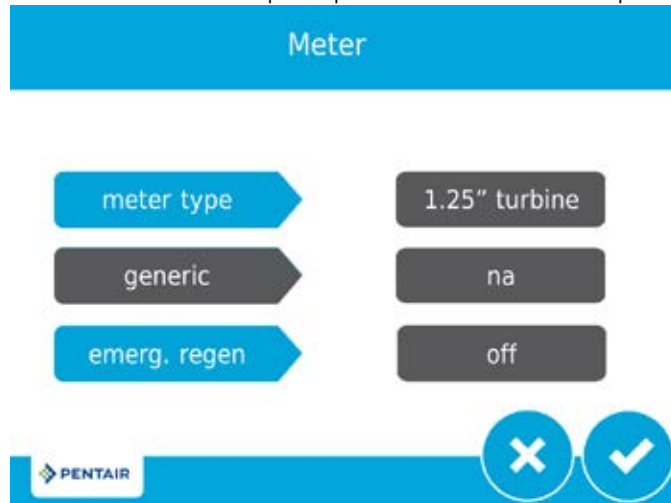 Meter
meter type 1.25” turbine
generic na
emerg. regen off
PENTAIR